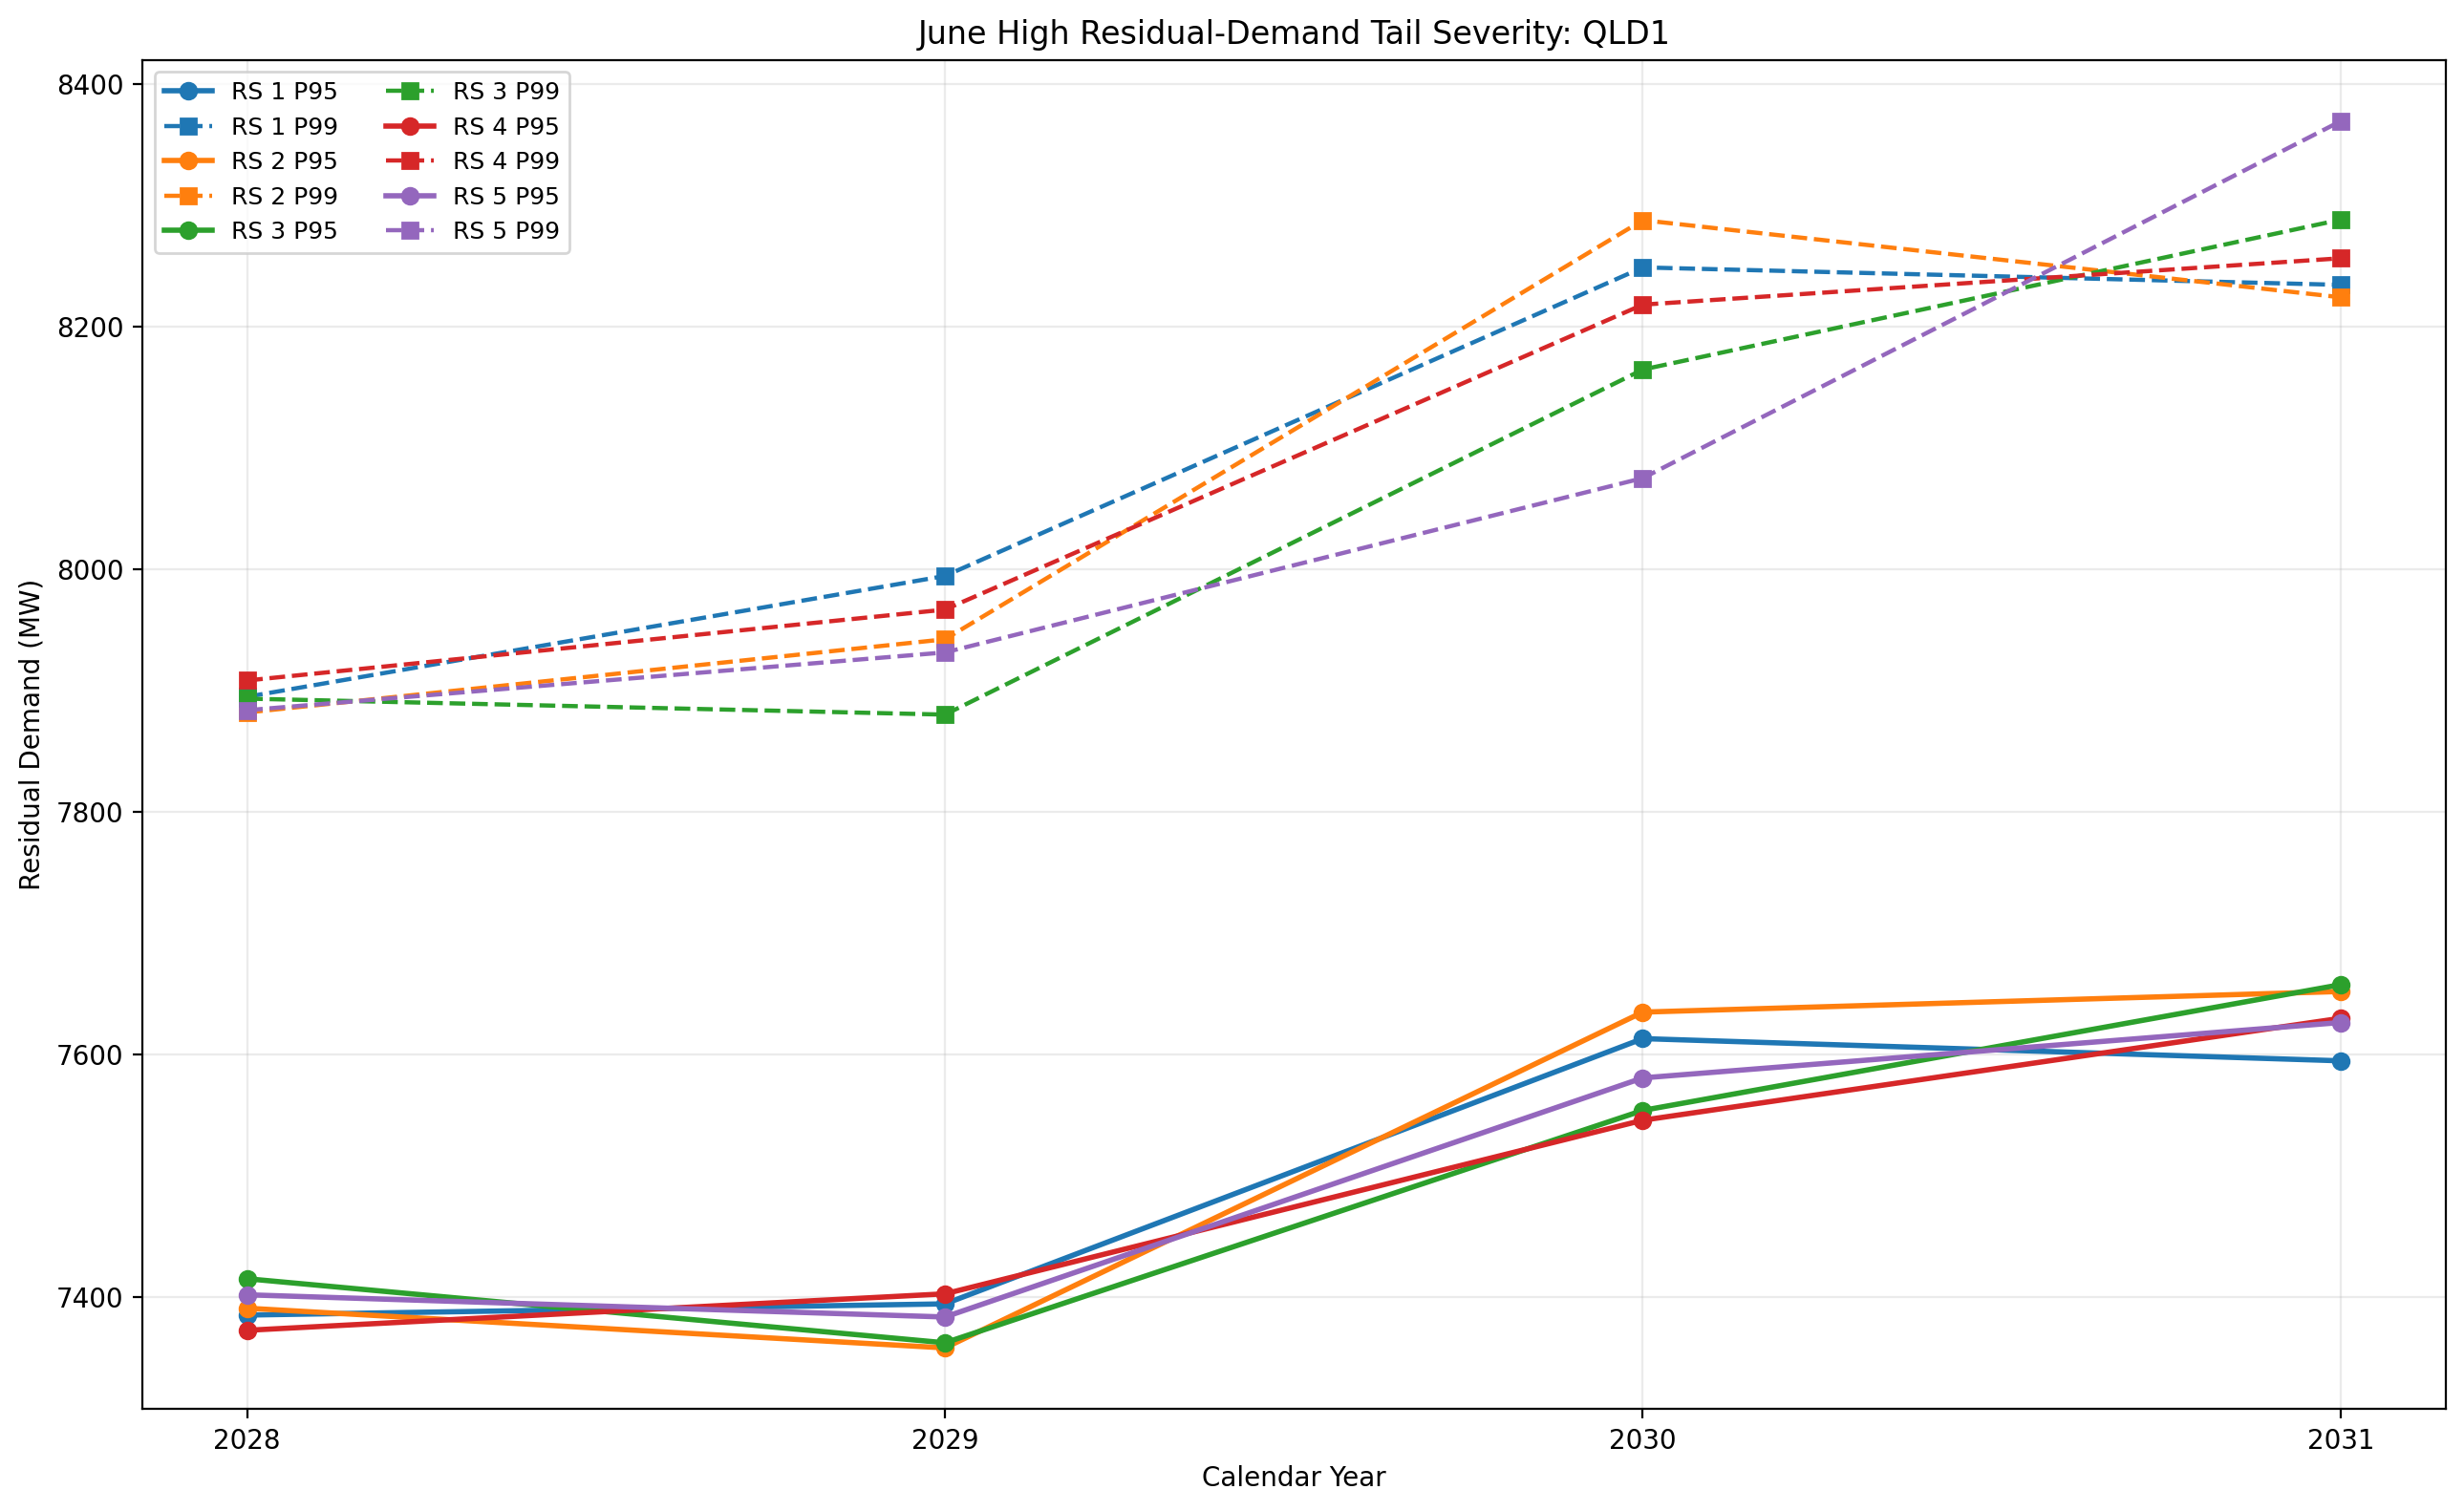 June High Residual-Demand Tail Severity: QLD1
8400
8200
8000
7800
7600
7400
Residual Demand (MW)
RS 1 P95
RS 1 P99
RS 2 P95
RS 2 P99
RS 3 P95
RS 3 P99
RS 4 P95
RS 4 P99
RS 5 P95
RS 5 P99
2028
2029
2030
2031
Calendar Year